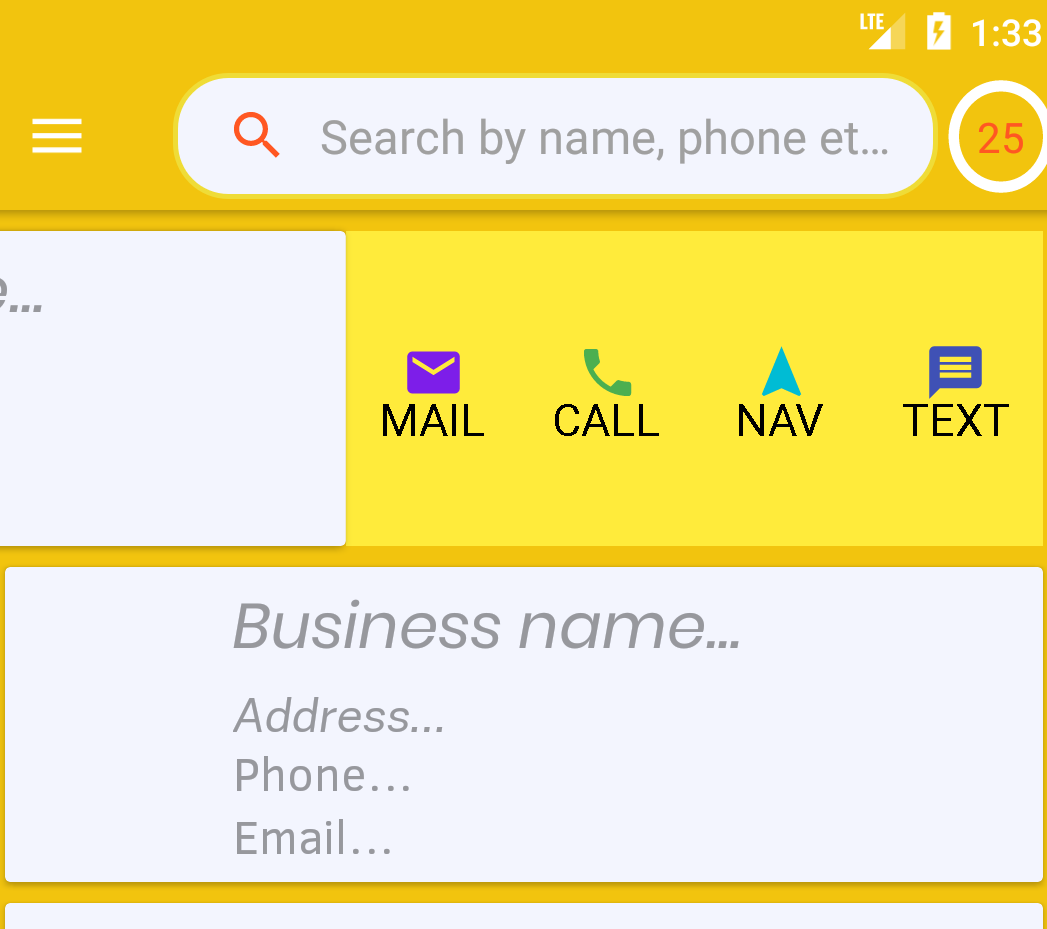 LTE 1:33
Search by name, phone et... 25
e...
MAIL CALL NAV TEXT
Business name...
Address...
Phone...
Email...